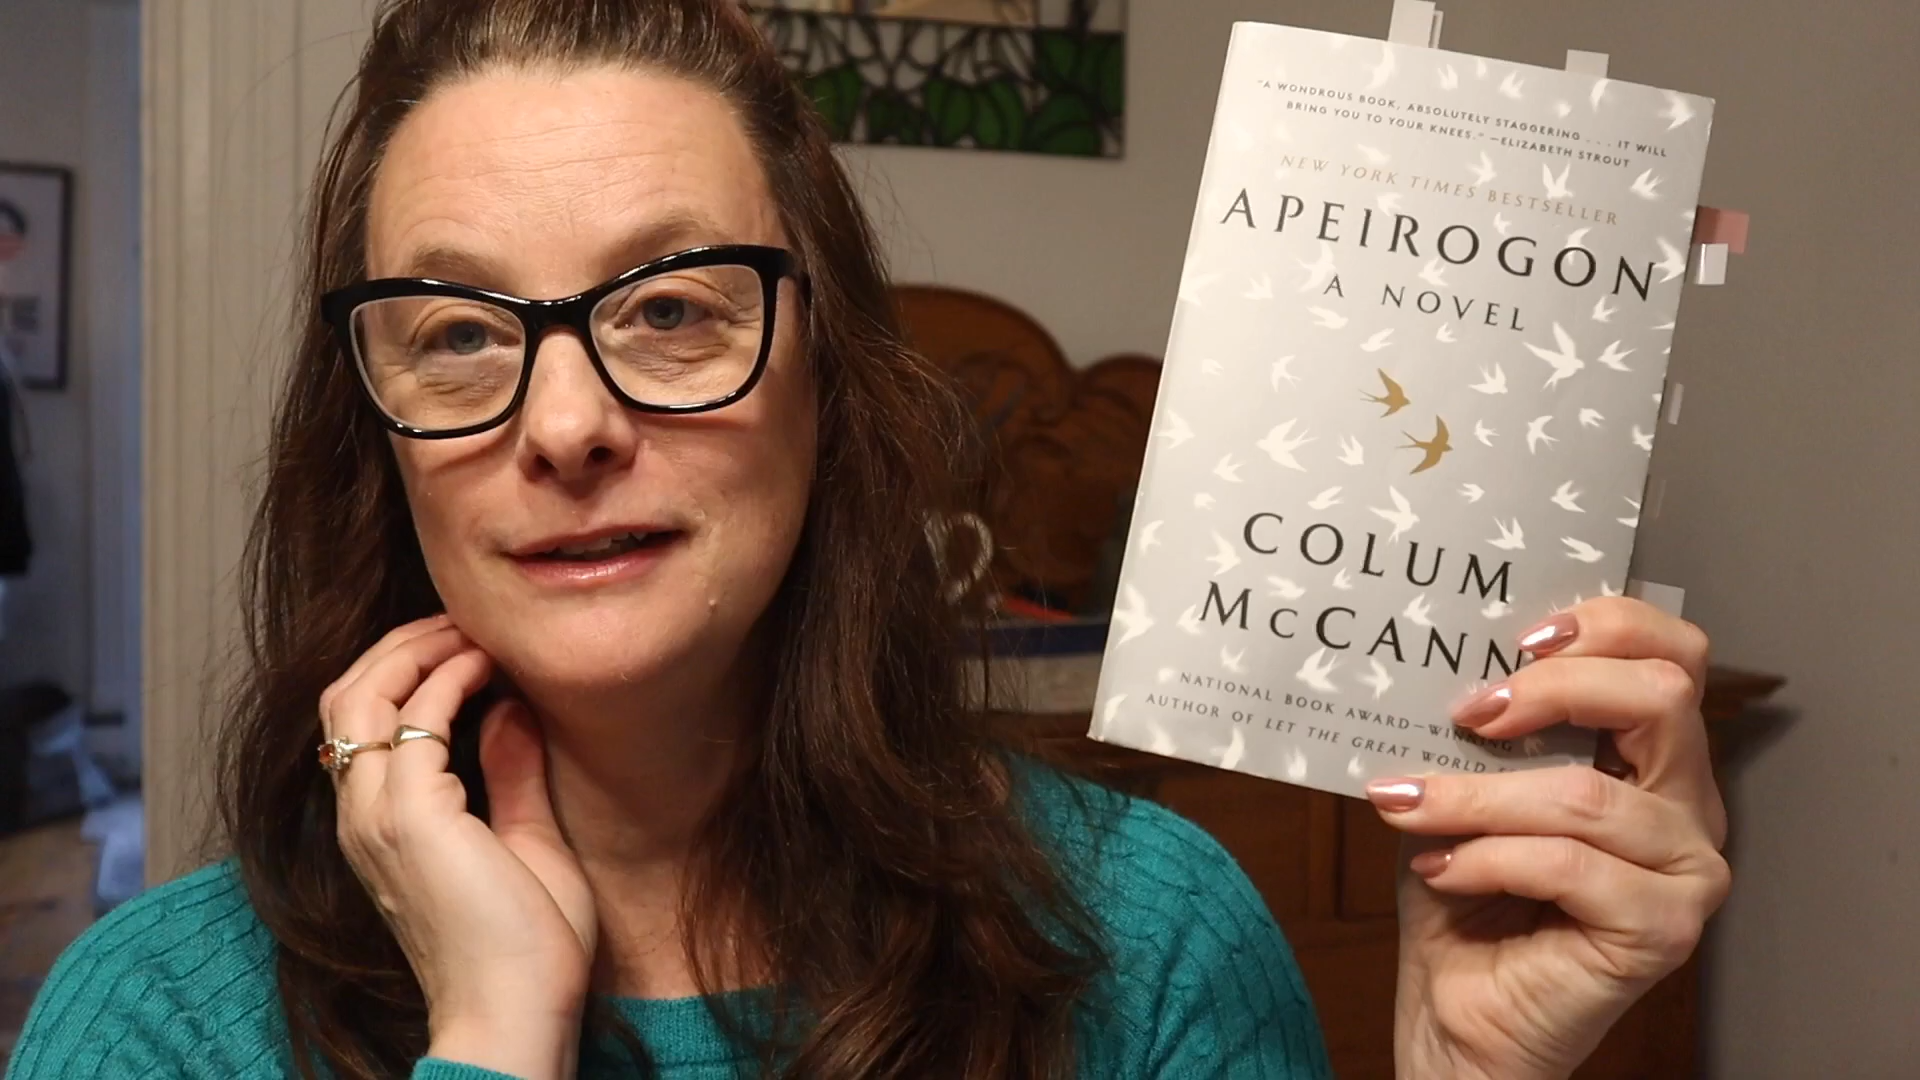 "A WONDROUS BOOK, ABSOLUTELY STAGGERING . . . IT WILL
BRING YOU TO YOUR KNEES." —ELIZABETH STROUT
NEW YORK TIMES BESTSELLER
APEIROGON
A NOVEL
COLUM
McCANN
NATIONAL BOOK AWARD–WINNING
AUTHOR OF LET THE GREAT WORLD